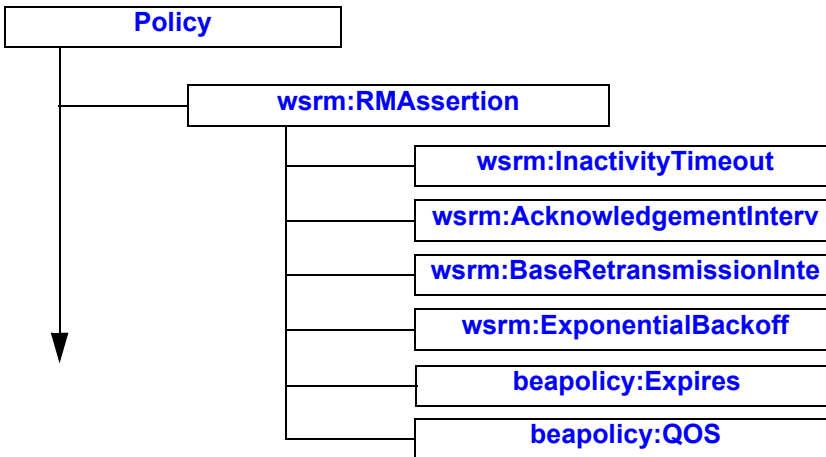 Policy
wsrm:RMAssertion
wsrm:InactivityTimeout
wsrm:AcknowledgementInterv
wsrm:BaseRetransmissionInte
wsrm:ExponentialBackoff
beapolicy:Expires
beapolicy:QOS